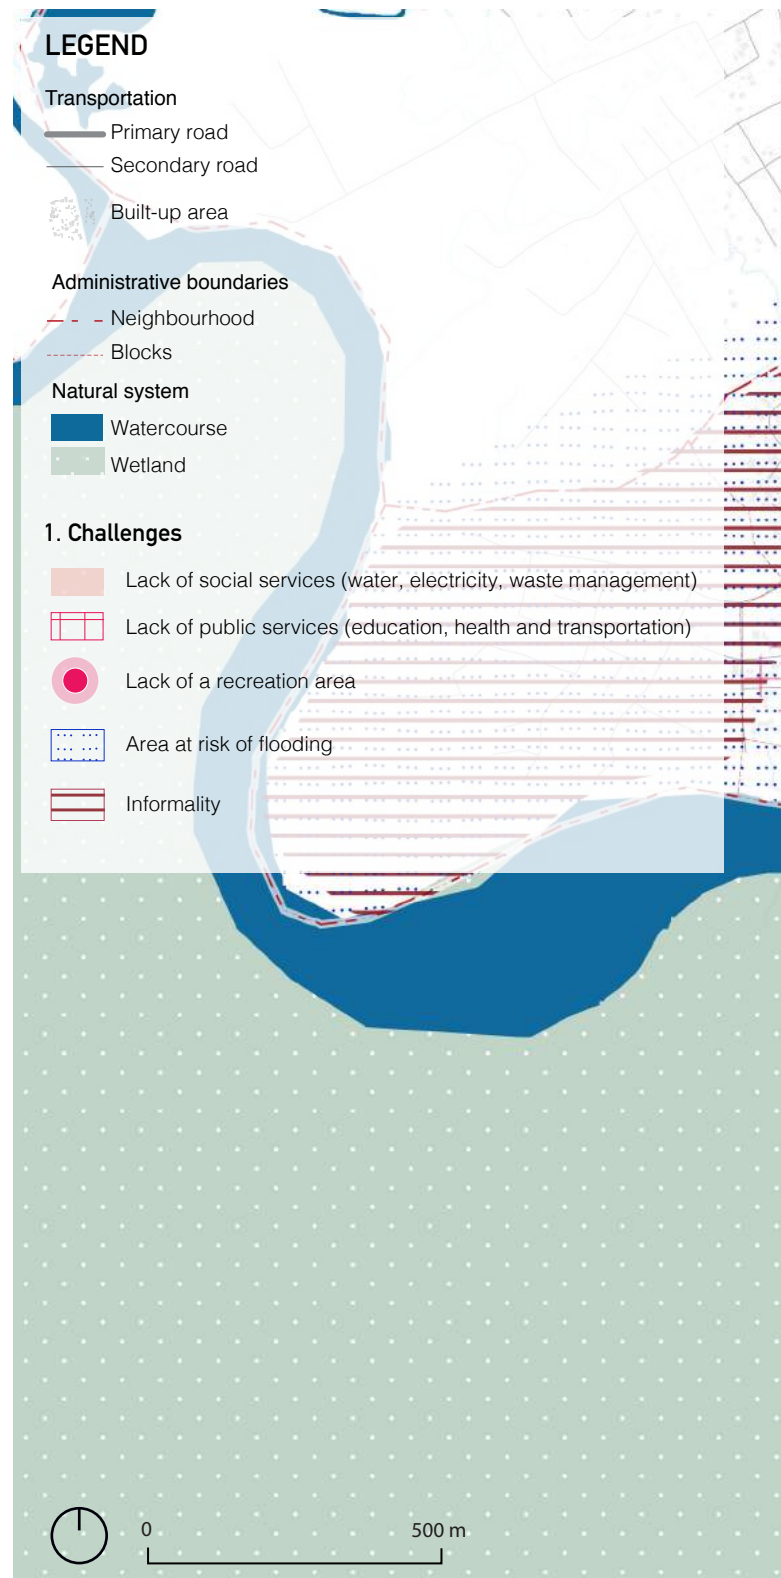 LEGEND
Transportation
Primary road
Secondary road
Built-up area
Administrative boundaries
Neighbourhood
Blocks
Natural system
Watercourse
Wetland
1. Challenges
Lack of social services (water, electricity, waste management)
Lack of public services (education, health and transportation)
Lack of a recreation area
Area at risk of flooding
Informality
0 500 m